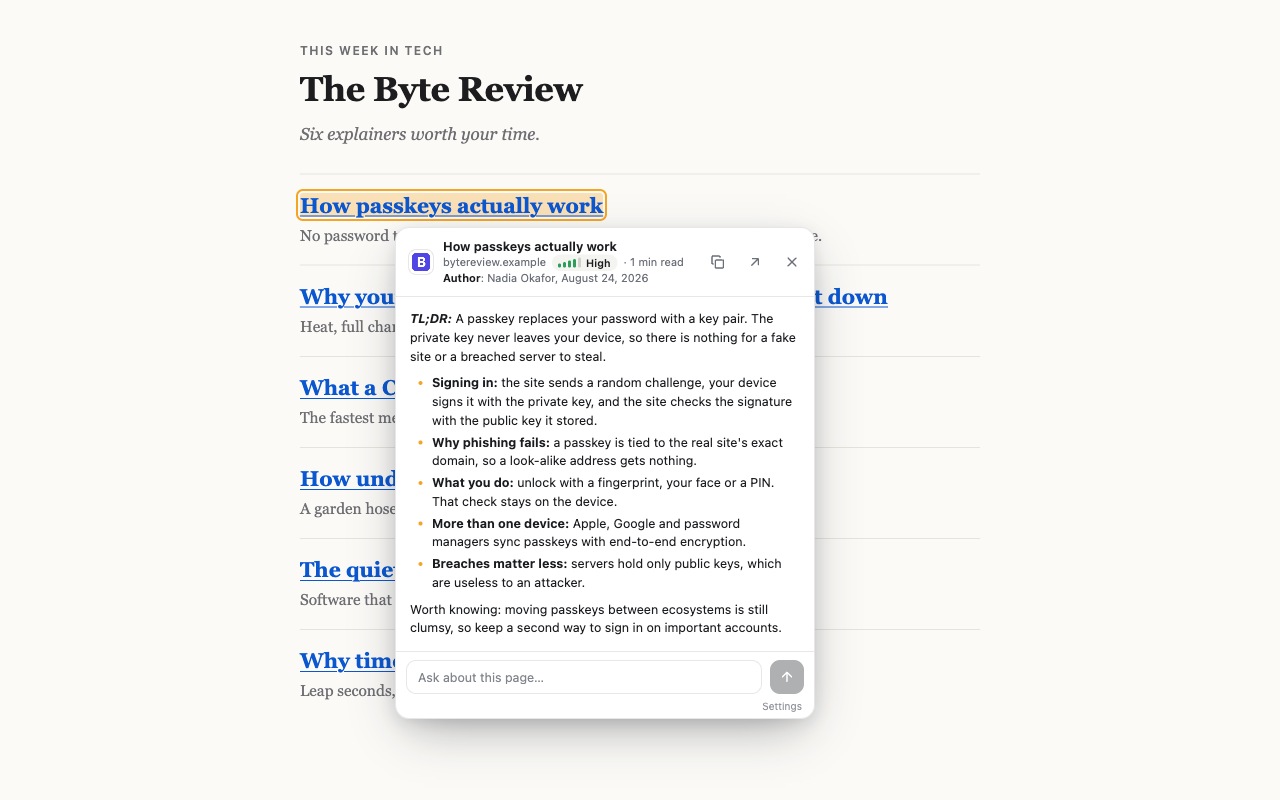 THIS WEEK IN TECH
The Byte Review
Six explainers worth your time.
How passkeys actually work
No password
e.
How passkeys actually work
B
bytereview.example High · 1 min read
Author: Nadia Okafor, August 24, 2026
TL;DR: A passkey replaces your password with a key pair. The
private key never leaves your device, so there is nothing for a fake
site or a breached server to steal.
• Signing in: the site sends a random challenge, your device
signs it with the private key, and the site checks the signature
with the public key it stored.
• Why phishing fails: a passkey is tied to the real site's exact
domain, so a look-alike address gets nothing.
• What you do: unlock with a fingerprint, your face or a PIN.
That check stays on the device.
• More than one device: Apple, Google and password
managers sync passkeys with end-to-end encryption.
• Breaches matter less: servers hold only public keys, which
are useless to an attacker.
Worth knowing: moving passkeys between ecosystems is still
clumsy, so keep a second way to sign in on important accounts.
Ask about this page...
Settings
Why you
t down
Heat, full
What a
The fastest
How
A garden hose
The
Software that
Why
Leap seconds,